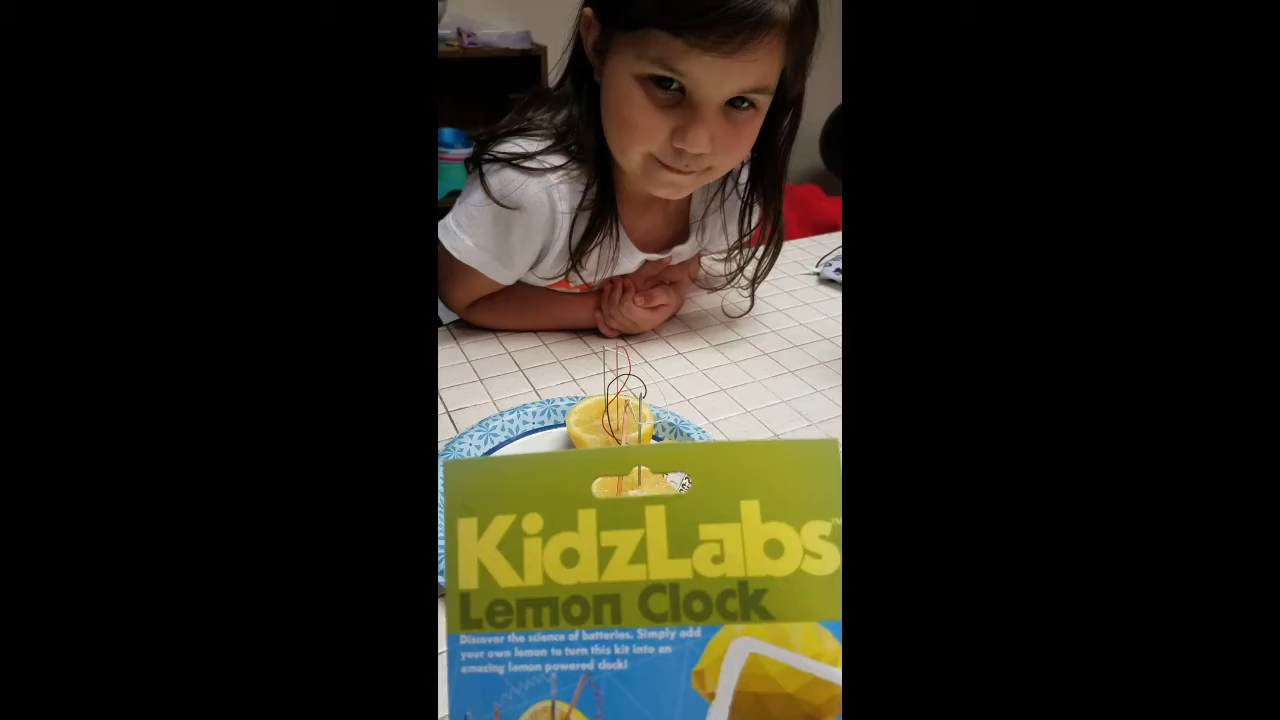 KidzLabs™
Lemon Clock
Discover the science of batteries. Simply add
your own lemon to turn this kit into an
amazing lemon powered clock!